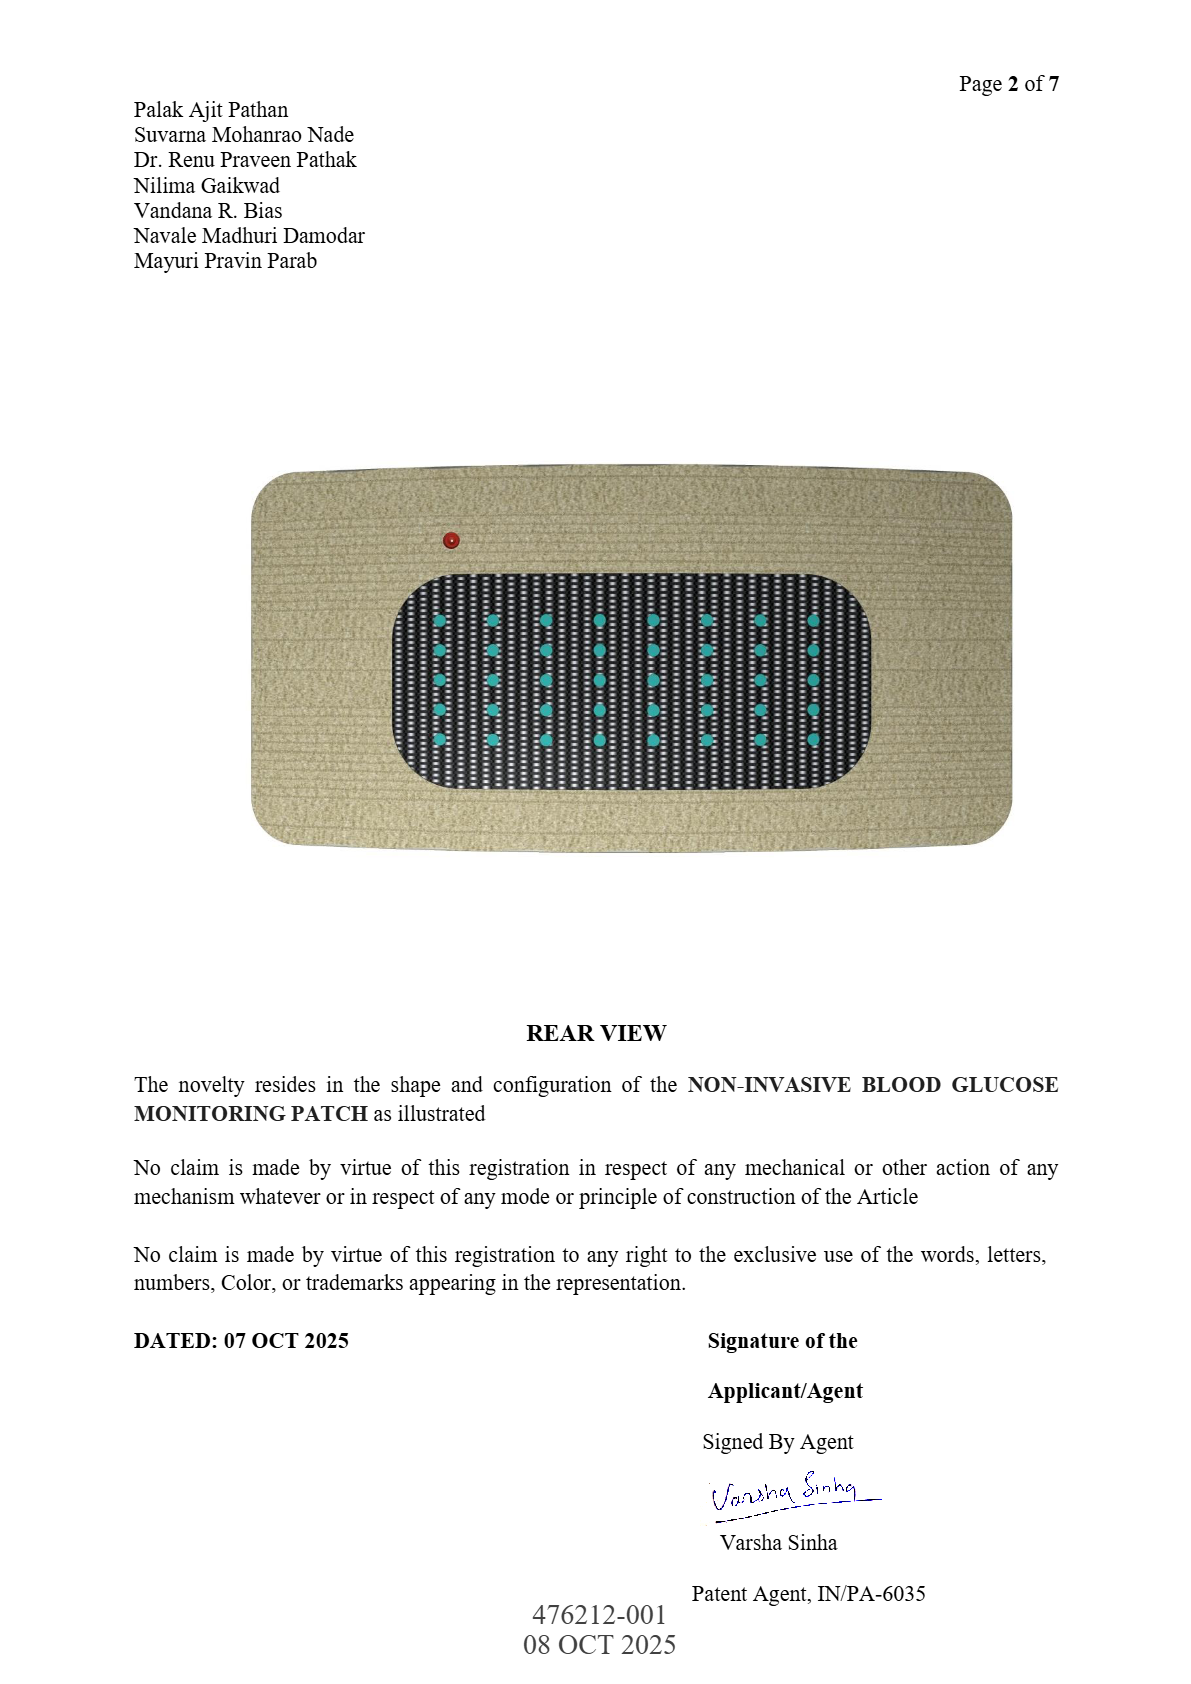 Page 2 of 7
Palak Ajit Pathan
Suvarna Mohanrao Nade
Dr. Renu Praveen Pathak
Nilima Gaikwad
Vandana R. Bias
Navale Madhuri Damodar
Mayuri Pravin Parab
REAR VIEW
The novelty resides in the shape and configuration of the NON-INVASIVE BLOOD GLUCOSE
MONITORING PATCH as illustrated
No claim is made by virtue of this registration in respect of any mechanical or other action of any
mechanism whatever or in respect of any mode or principle of construction of the Article
No claim is made by virtue of this registration to any right to the exclusive use of the words, letters,
numbers, Color, or trademarks appearing in the representation.
DATED: 07 OCT 2025
Signature of the
Applicant/Agent
Signed By Agent
Varsha Sinha
Varsha Sinha
Patent Agent, IN/PA-6035
476212-001
08 OCT 2025